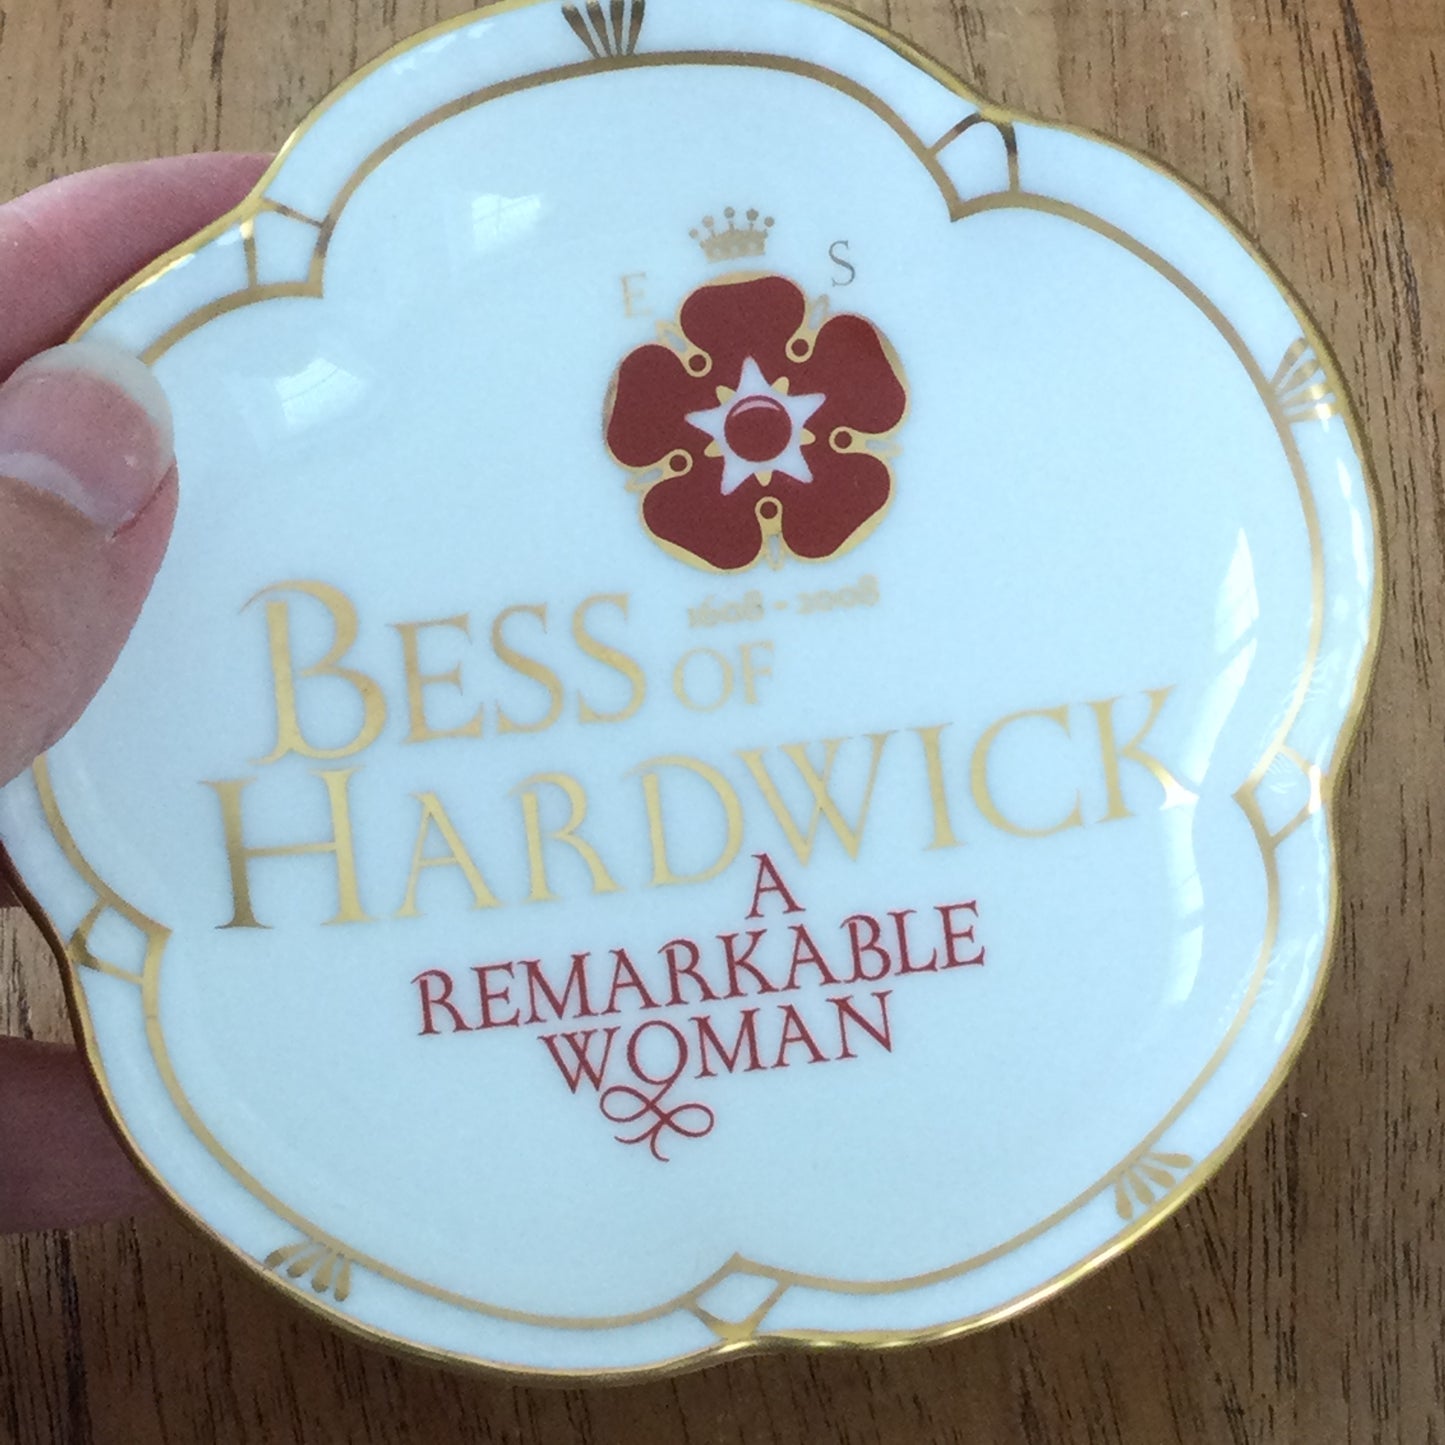 E S
1608 - 2008
BESS OF
HARDWICK
A
REMARKABLE
WOMAN